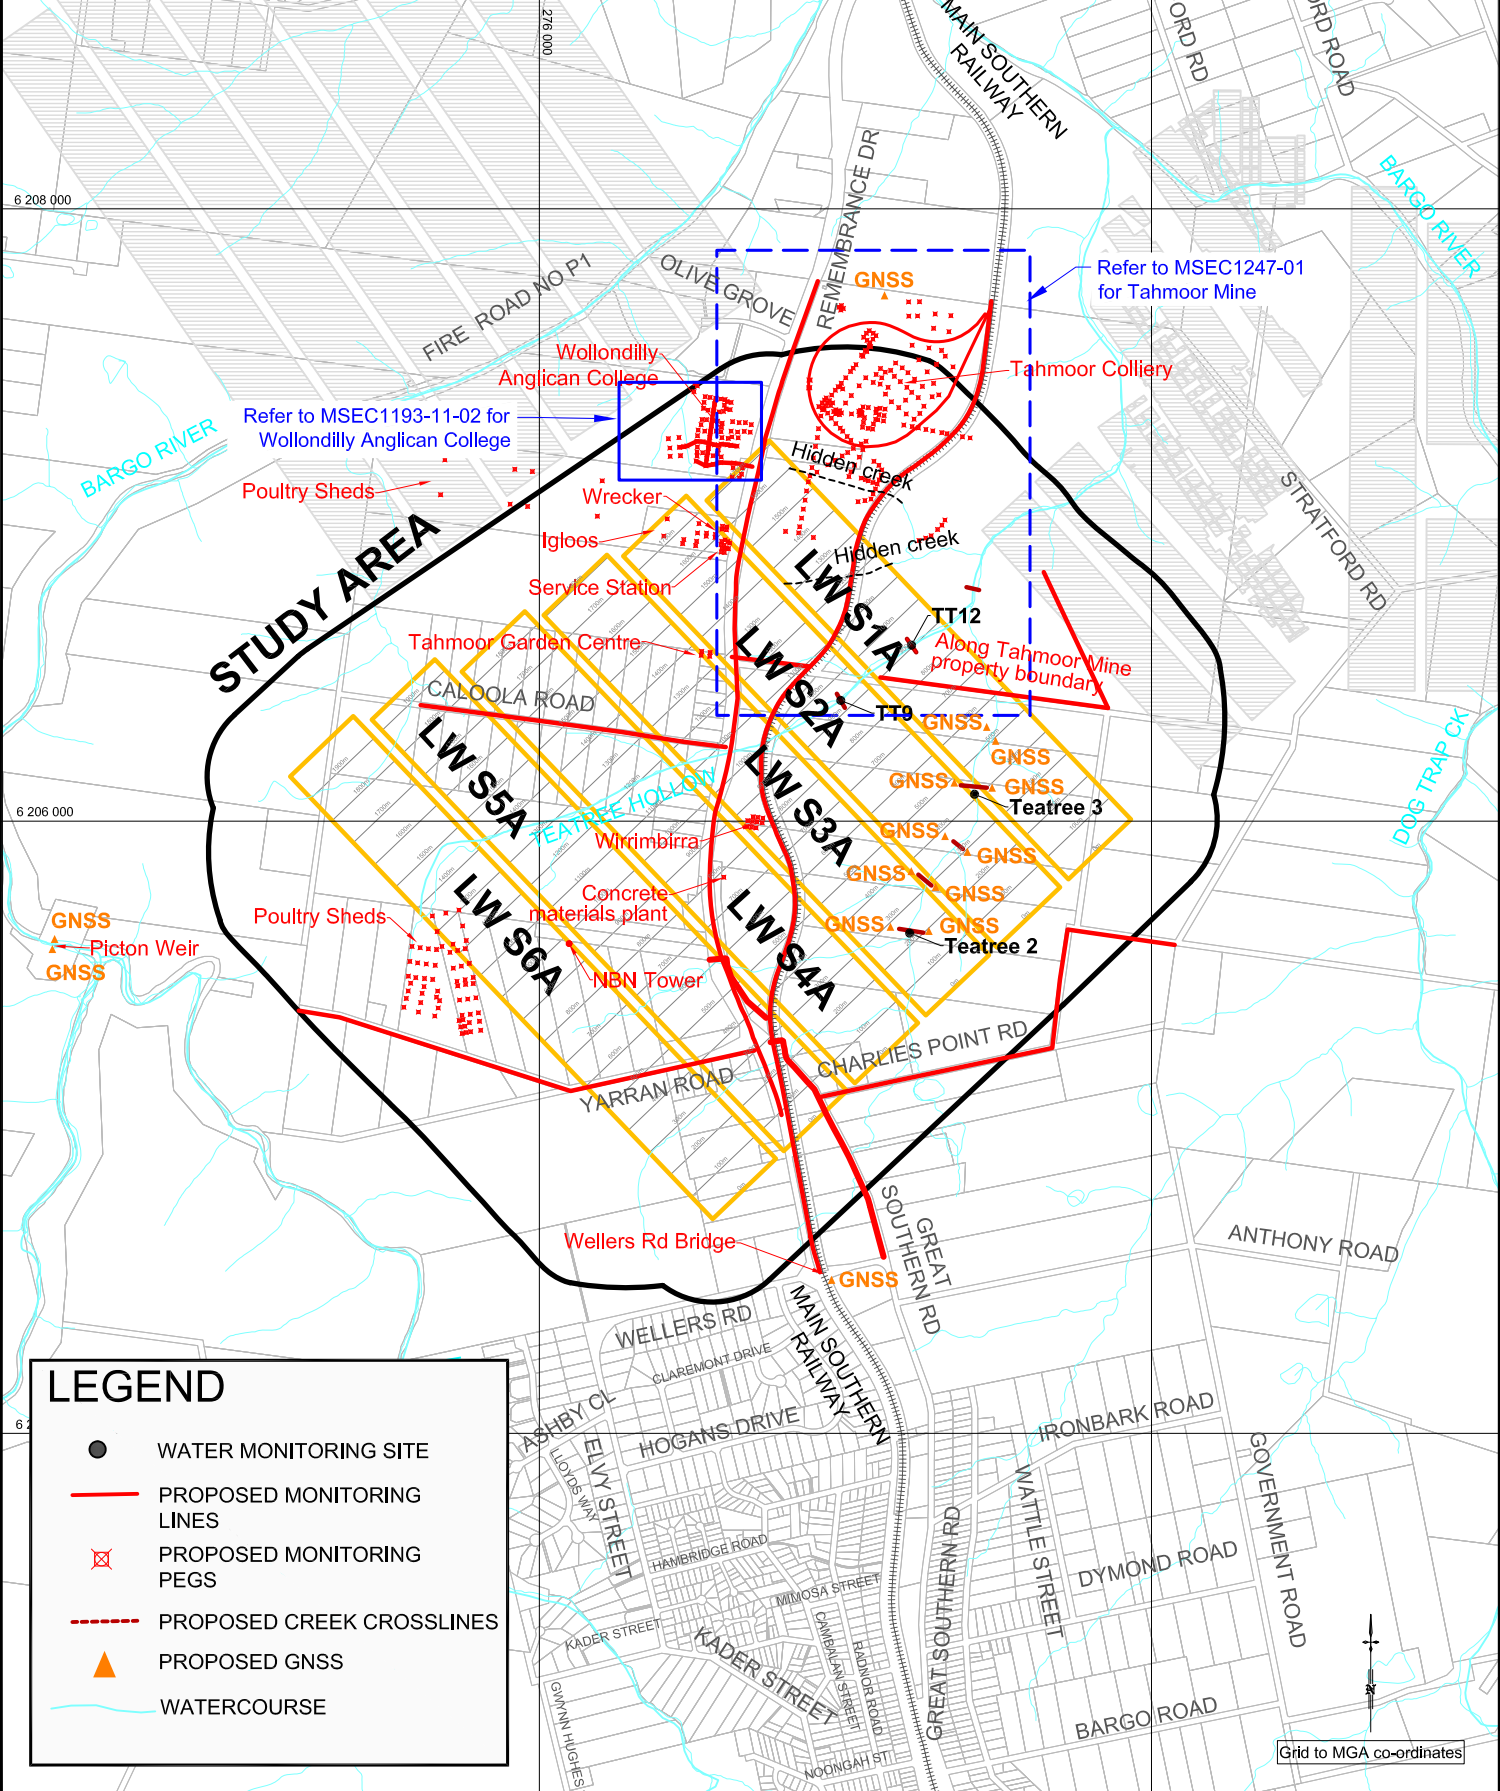 276 000
MAIN SOUTHERN
RAILWAY
ORD RD
ORD ROAD
BARGO RIVER
6 208 000
REMEMBRANCE DR
FIRE ROAD NO P1
OLIVE GROVE
GNSS
Refer to MSEC1247-01
for Tahmoor Mine
Wollondilly
Anglican College
Tahmoor Colliery
Refer to MSEC1193-11-02 for
Wollondilly Anglican College
BARGO RIVER
Poultry Sheds
Hidden creek
Wrecker
STRATFORD RD
STUDY AREA
Igloos
Hidden creek
Service Station
LW S1A
TT12
Tahmoor Garden Centre
Along Tahmoor Mine
property boundary
LW S2A
CALOOLA ROAD
TT9
GNSS
GNSS
LW S5A
LW S3A
GNSS
GNSS
TEATREE HOLLOW
Teatree 3
DOG TRAP CK
6 206 000
Wirrimbirra
GNSS
GNSS
GNSS
GNSS
Concrete
materials plant
LW S6A
LW S4A
Poultry Sheds
GNSS
GNSS
GNSS
Picton Weir
GNSS
Teatree 2
NBN Tower
CHARLIES POINT RD
YARRAN ROAD
GREAT
SOUTHERN RD
ANTHONY ROAD
Wellers Rd Bridge
GNSS
MAIN SOUTHERN
RAILWAY
WELLERS RD
CLAREMONT DRIVE
LEGEND
WATER MONITORING SITE
PROPOSED MONITORING
LINES
PROPOSED MONITORING
PEGS
PROPOSED CREEK CROSSLINES
PROPOSED GNSS
WATERCOURSE
ASHBY CL
HOGANS DRIVE
IRONBARK ROAD
LLOYDS WAY
ELVY STREET
WATTLE STREET
GOVERNMENT ROAD
HAMBRIDGE ROAD
GREAT SOUTHERN RD
DYMOND ROAD
MIMOSA STREET
KADER STREET
KADER STREET
CAMBALAN STREET
RADNOR ROAD
GWYNN HUGHES
BARGO ROAD
NOONGAH ST
N
Grid to MGA co-ordinates